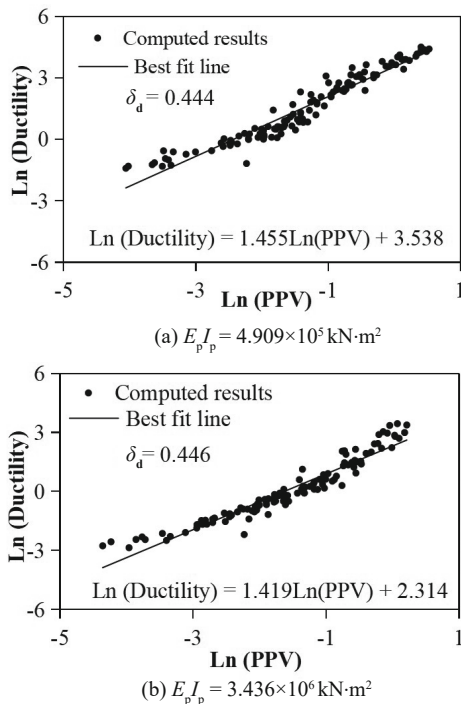 6
Computed results
Best fit line
δd = 0.444
3
0
-3
-6
Ln (Ductility)
Ln (Ductility) = 1.455Ln(PPV) + 3.538
-5 -3 -1 1
Ln (PPV)
(a) EpIp = 4.909×10⁵ kN·m²
6
Computed results
Best fit line
δd= 0.446
3
0
-3
-6
Ln (Ductility)
Ln (Ductility) = 1.419Ln(PPV) + 2.314
-5 -3 -1 1
Ln (PPV)
(b) EpIp = 3.436×10⁶ kN·m²